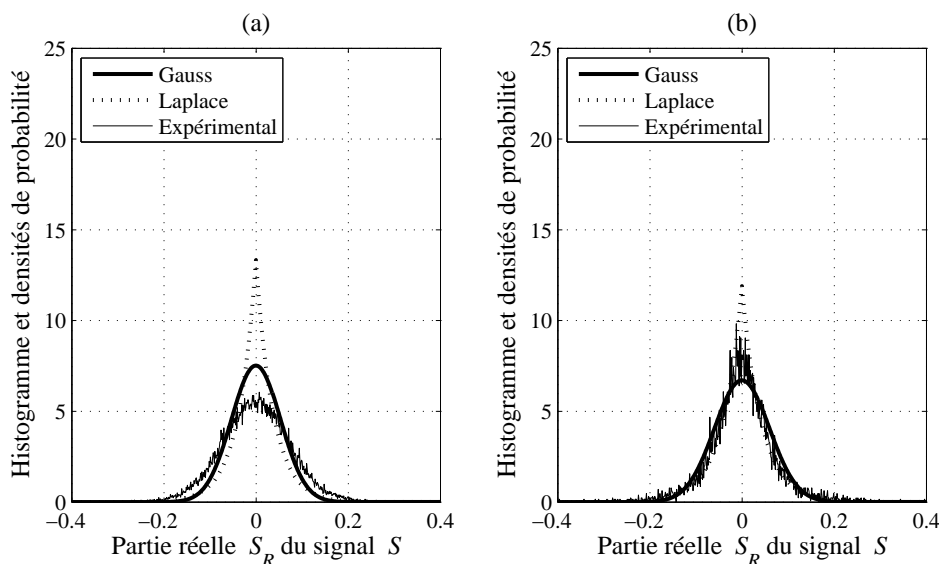 (a)
25
20
15
10
5
0
−0.4
−0.2
0
0.2
0.4
Histogramme et densités de probabilité
Gauss
Laplace
Expérimental
Partie réelle S_R du signal S
(b)
25
20
15
10
5
0
−0.4
−0.2
0
0.2
0.4
Histogramme et densités de probabilité
Gauss
Laplace
Expérimental
Partie réelle S_R du signal S